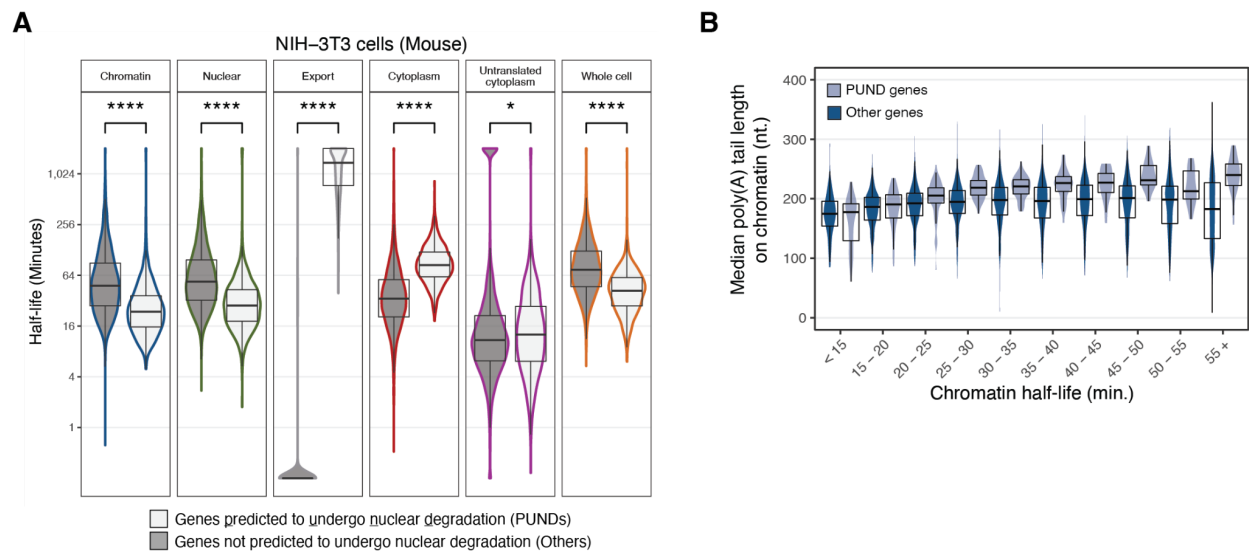 A
NIH–3T3 cells (Mouse)
Chromatin
Nuclear
Export
Cytoplasm
Untranslated
cytoplasm
Whole cell
****
****
****
****
*
****
Half-life (Minutes)
1,024
256
64
16
4
1
Genes predicted to undergo nuclear degradation (PUNDs)
Genes not predicted to undergo nuclear degradation (Others)
B
Median poly(A) tail length
on chromatin (nt.)
400
300
200
100
0
PUND genes
Other genes
< 15
15 – 20
20 – 25
25 – 30
30 – 35
35 – 40
40 – 45
45 – 50
50 – 55
55 +
Chromatin half-life (min.)